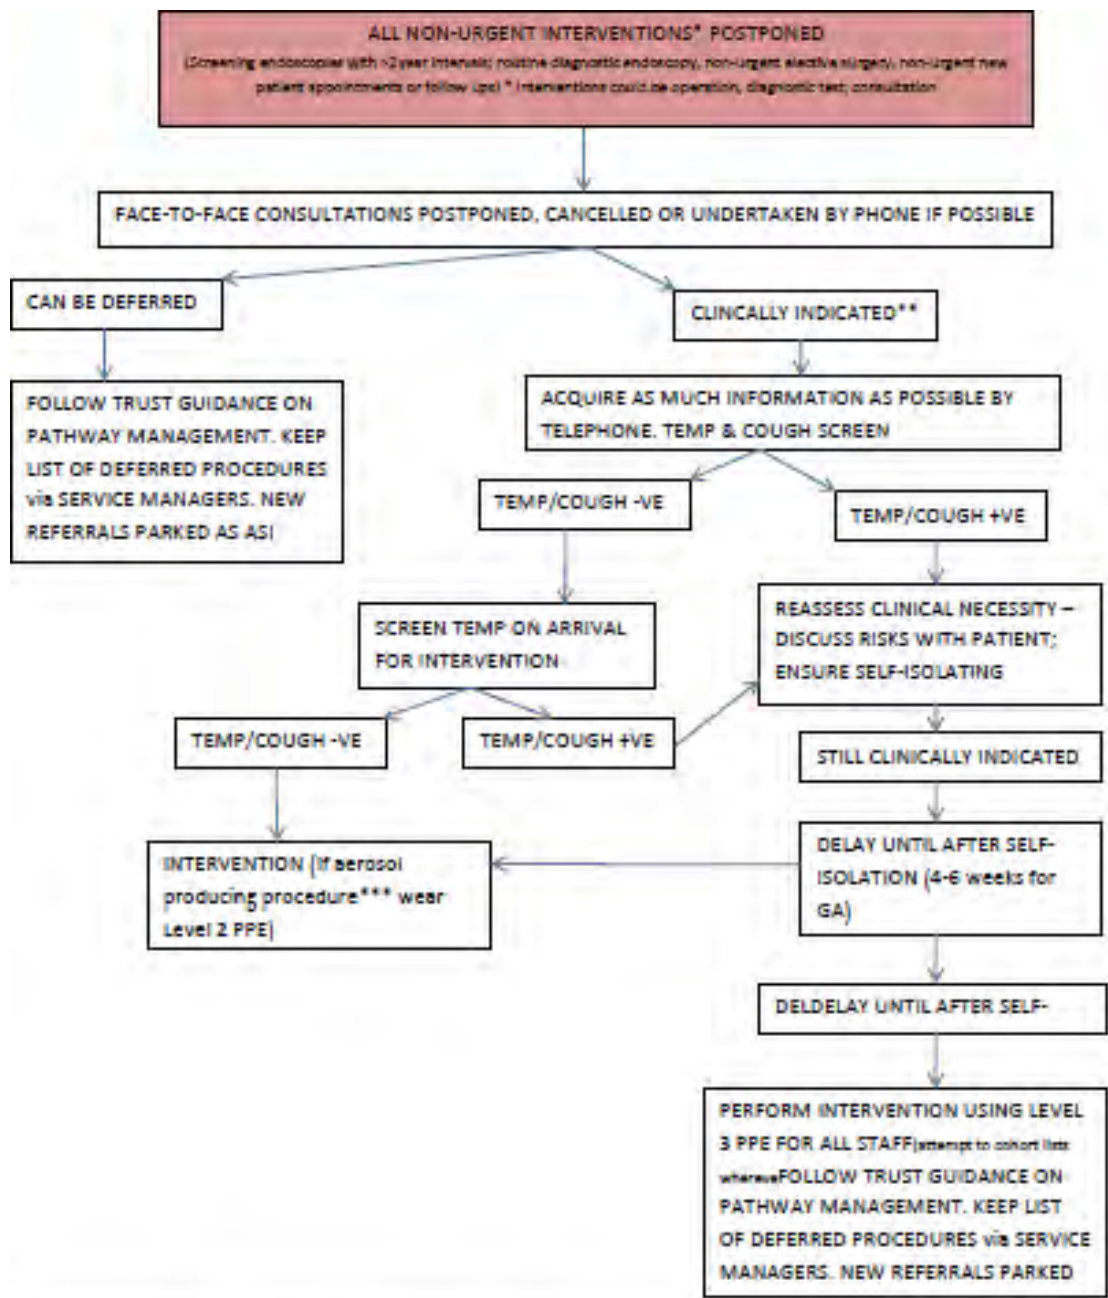 ALL NON-URGENT INTERVENTIONS* POSTPONED
(Screening endoscopies with >2 year intervals; routine diagnostic endoscopy, non-urgent elective surgery, non-urgent new
patient appointments or follow ups) * Interventions could be operation, diagnostic test; consultation
FACE-TO-FACE CONSULTATIONS POSTPONED, CANCELLED OR UNDERTAKEN BY PHONE IF POSSIBLE
CAN BE DEFERRED
CLINCALLY INDICATED**
FOLLOW TRUST GUIDANCE ON
PATHWAY MANAGEMENT. KEEP
LIST OF DEFERRED PROCEDURES
via SERVICE MANAGERS. NEW
REFERRALS PARKED AS ASI
ACQUIRE AS MUCH INFORMATION AS POSSIBLE BY
TELEPHONE. TEMP & COUGH SCREEN
TEMP/COUGH -VE
TEMP/COUGH +VE
SCREEN TEMP ON ARRIVAL
FOR INTERVENTION
REASSESS CLINICAL NECESSITY –
DISCUSS RISKS WITH PATIENT;
ENSURE SELF-ISOLATING
TEMP/COUGH -VE
TEMP/COUGH +VE
STILL CLINICALLY INDICATED
INTERVENTION (If aerosol
producing procedure*** wear
Level 2 PPE)
DELAY UNTIL AFTER SELF-
ISOLATION (4-6 weeks for
GA)
DELDELAY UNTIL AFTER SELF-
PERFORM INTERVENTION USING LEVEL
3 PPE FOR ALL STAFF(attempt to cohort lists
whereveFOLLOW TRUST GUIDANCE ON
PATHWAY MANAGEMENT. KEEP LIST
OF DEFERRED PROCEDURES via SERVICE
MANAGERS. NEW REFERRALS PARKED